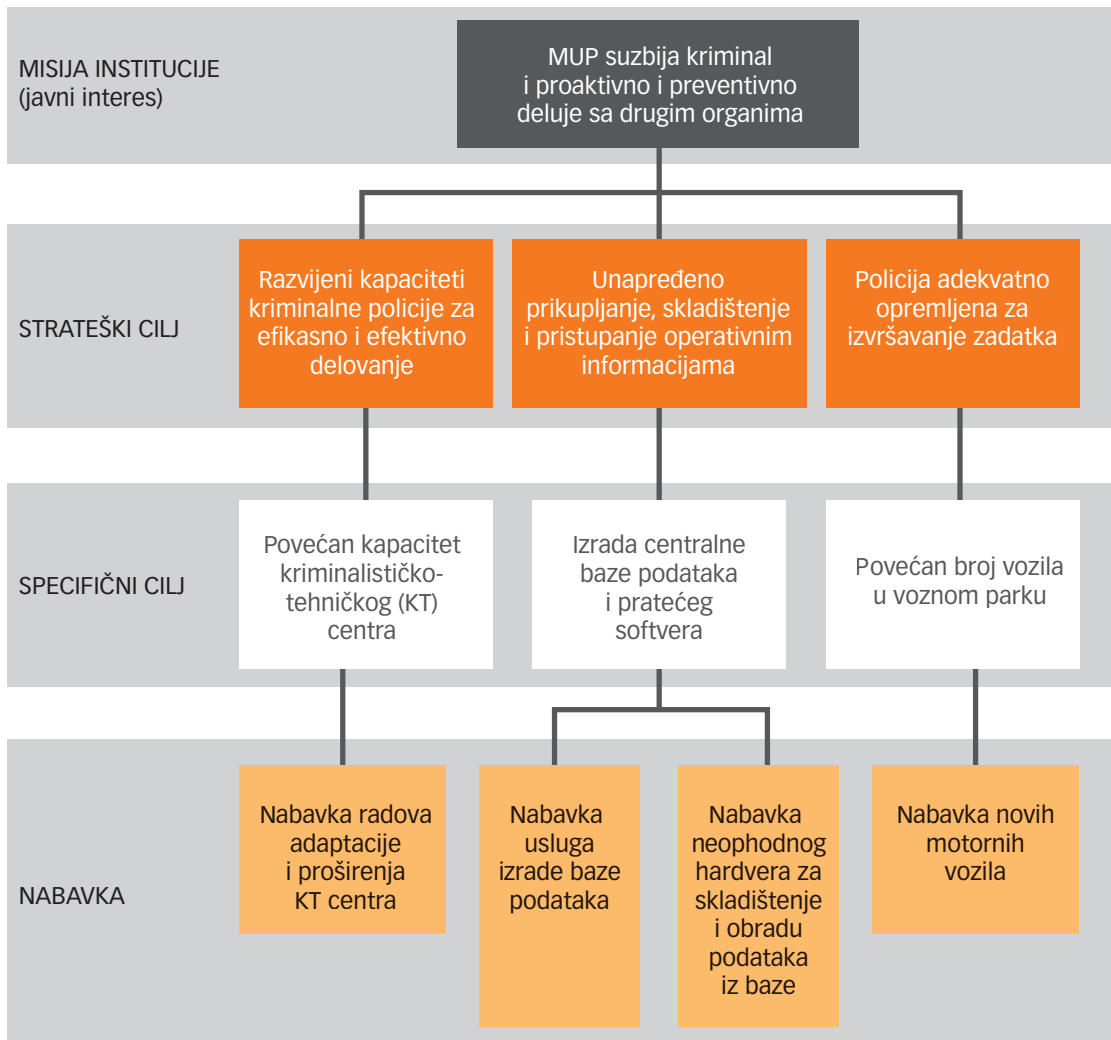 MISIJA INSTITUCIJE
(javni interes)
MUP suzbija kriminal
i proaktivno i preventivno
deluje sa drugim organima
STRATEŠKI CILJ
Razvijeni kapaciteti
kriminalne policije za
efikasno i efektivno
delovanje
Unapređeno
prikupljanje, skladištenje
i pristupanje operativnim
informacijama
Policija adekvatno
opremljena za
izvršavanje zadatka
SPECIFIČNI CILJ
Povećan kapacitet
kriminalističko-
tehničkog (KT)
centra
Izrada centralne
baze podataka
i pratećeg
softvera
Povećan broj vozila
u voznom parku
NABAVKA
Nabavka radova
adaptacije
i proširenja
KT centra
Nabavka
usluga
izrade baze
podataka
Nabavka
neophodnog
hardvera za
skladištenje
i obradu
podataka
iz baze
Nabavka novih
motornih
vozila